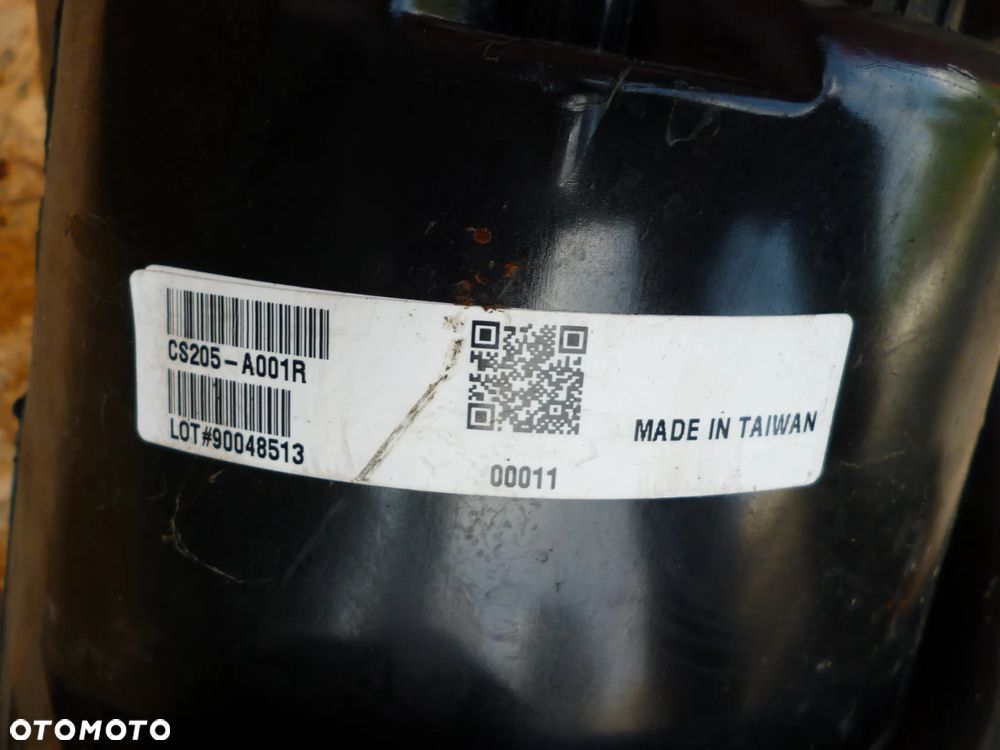 CS205-A001R
LOT#90048513
00011
MADE IN TAIWAN
OTOMOTO